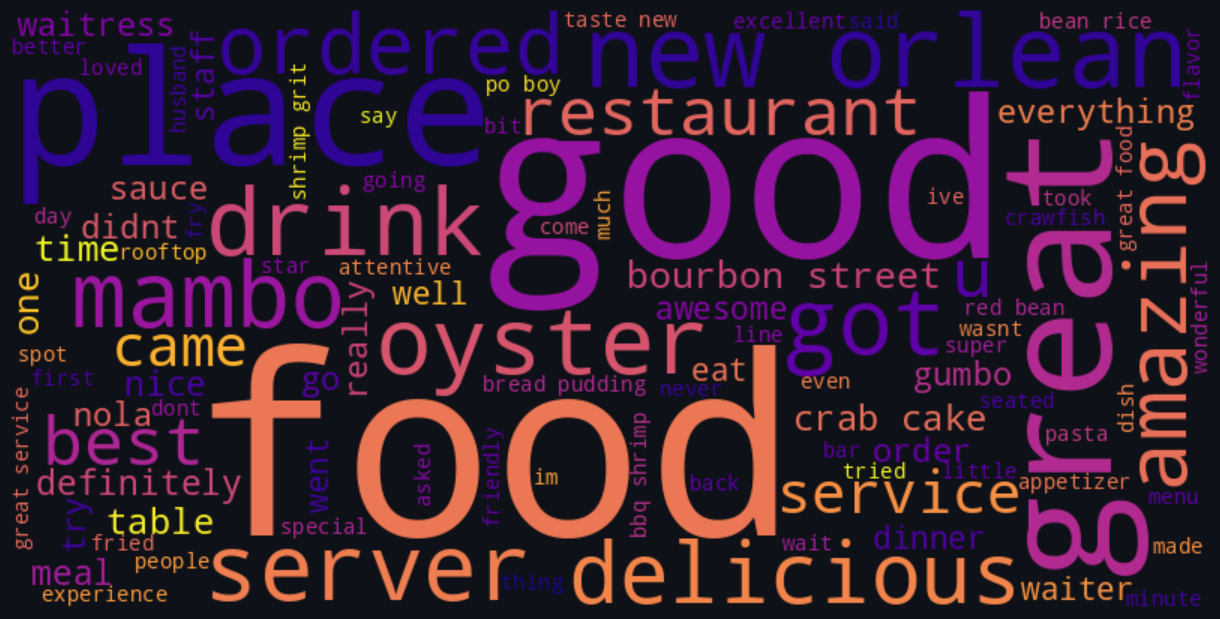 waitress
ordered
taste new
excellent
said
bean rice
better
loved
husband
staff
new orlean
flavor
place
shrimp grit
say
po boy
bit
restaurant
everything
good
great
great food
amazing
sauce
going
day
didnt
fry
drink
much
come
ive
took
crawfish
time
rooftop
star
attentive
bourbon street
u
wonderful
one
mambo
really
well
awesome
got
red bean
line
wasnt
super
came
oyster
spot
first
nice
go
food
bread pudding
never
eat
even
gumbo
seated
dish
nola
dont
best
crab cake
pasta
great service
definitely
went
asked
friendly
im
bbq shrimp
back
bar
order
tried
little
appetizer
menu
service
try
table
special
fried
people
meal
experience
server
thing
delicious
wait
dinner
made
waiter
minute